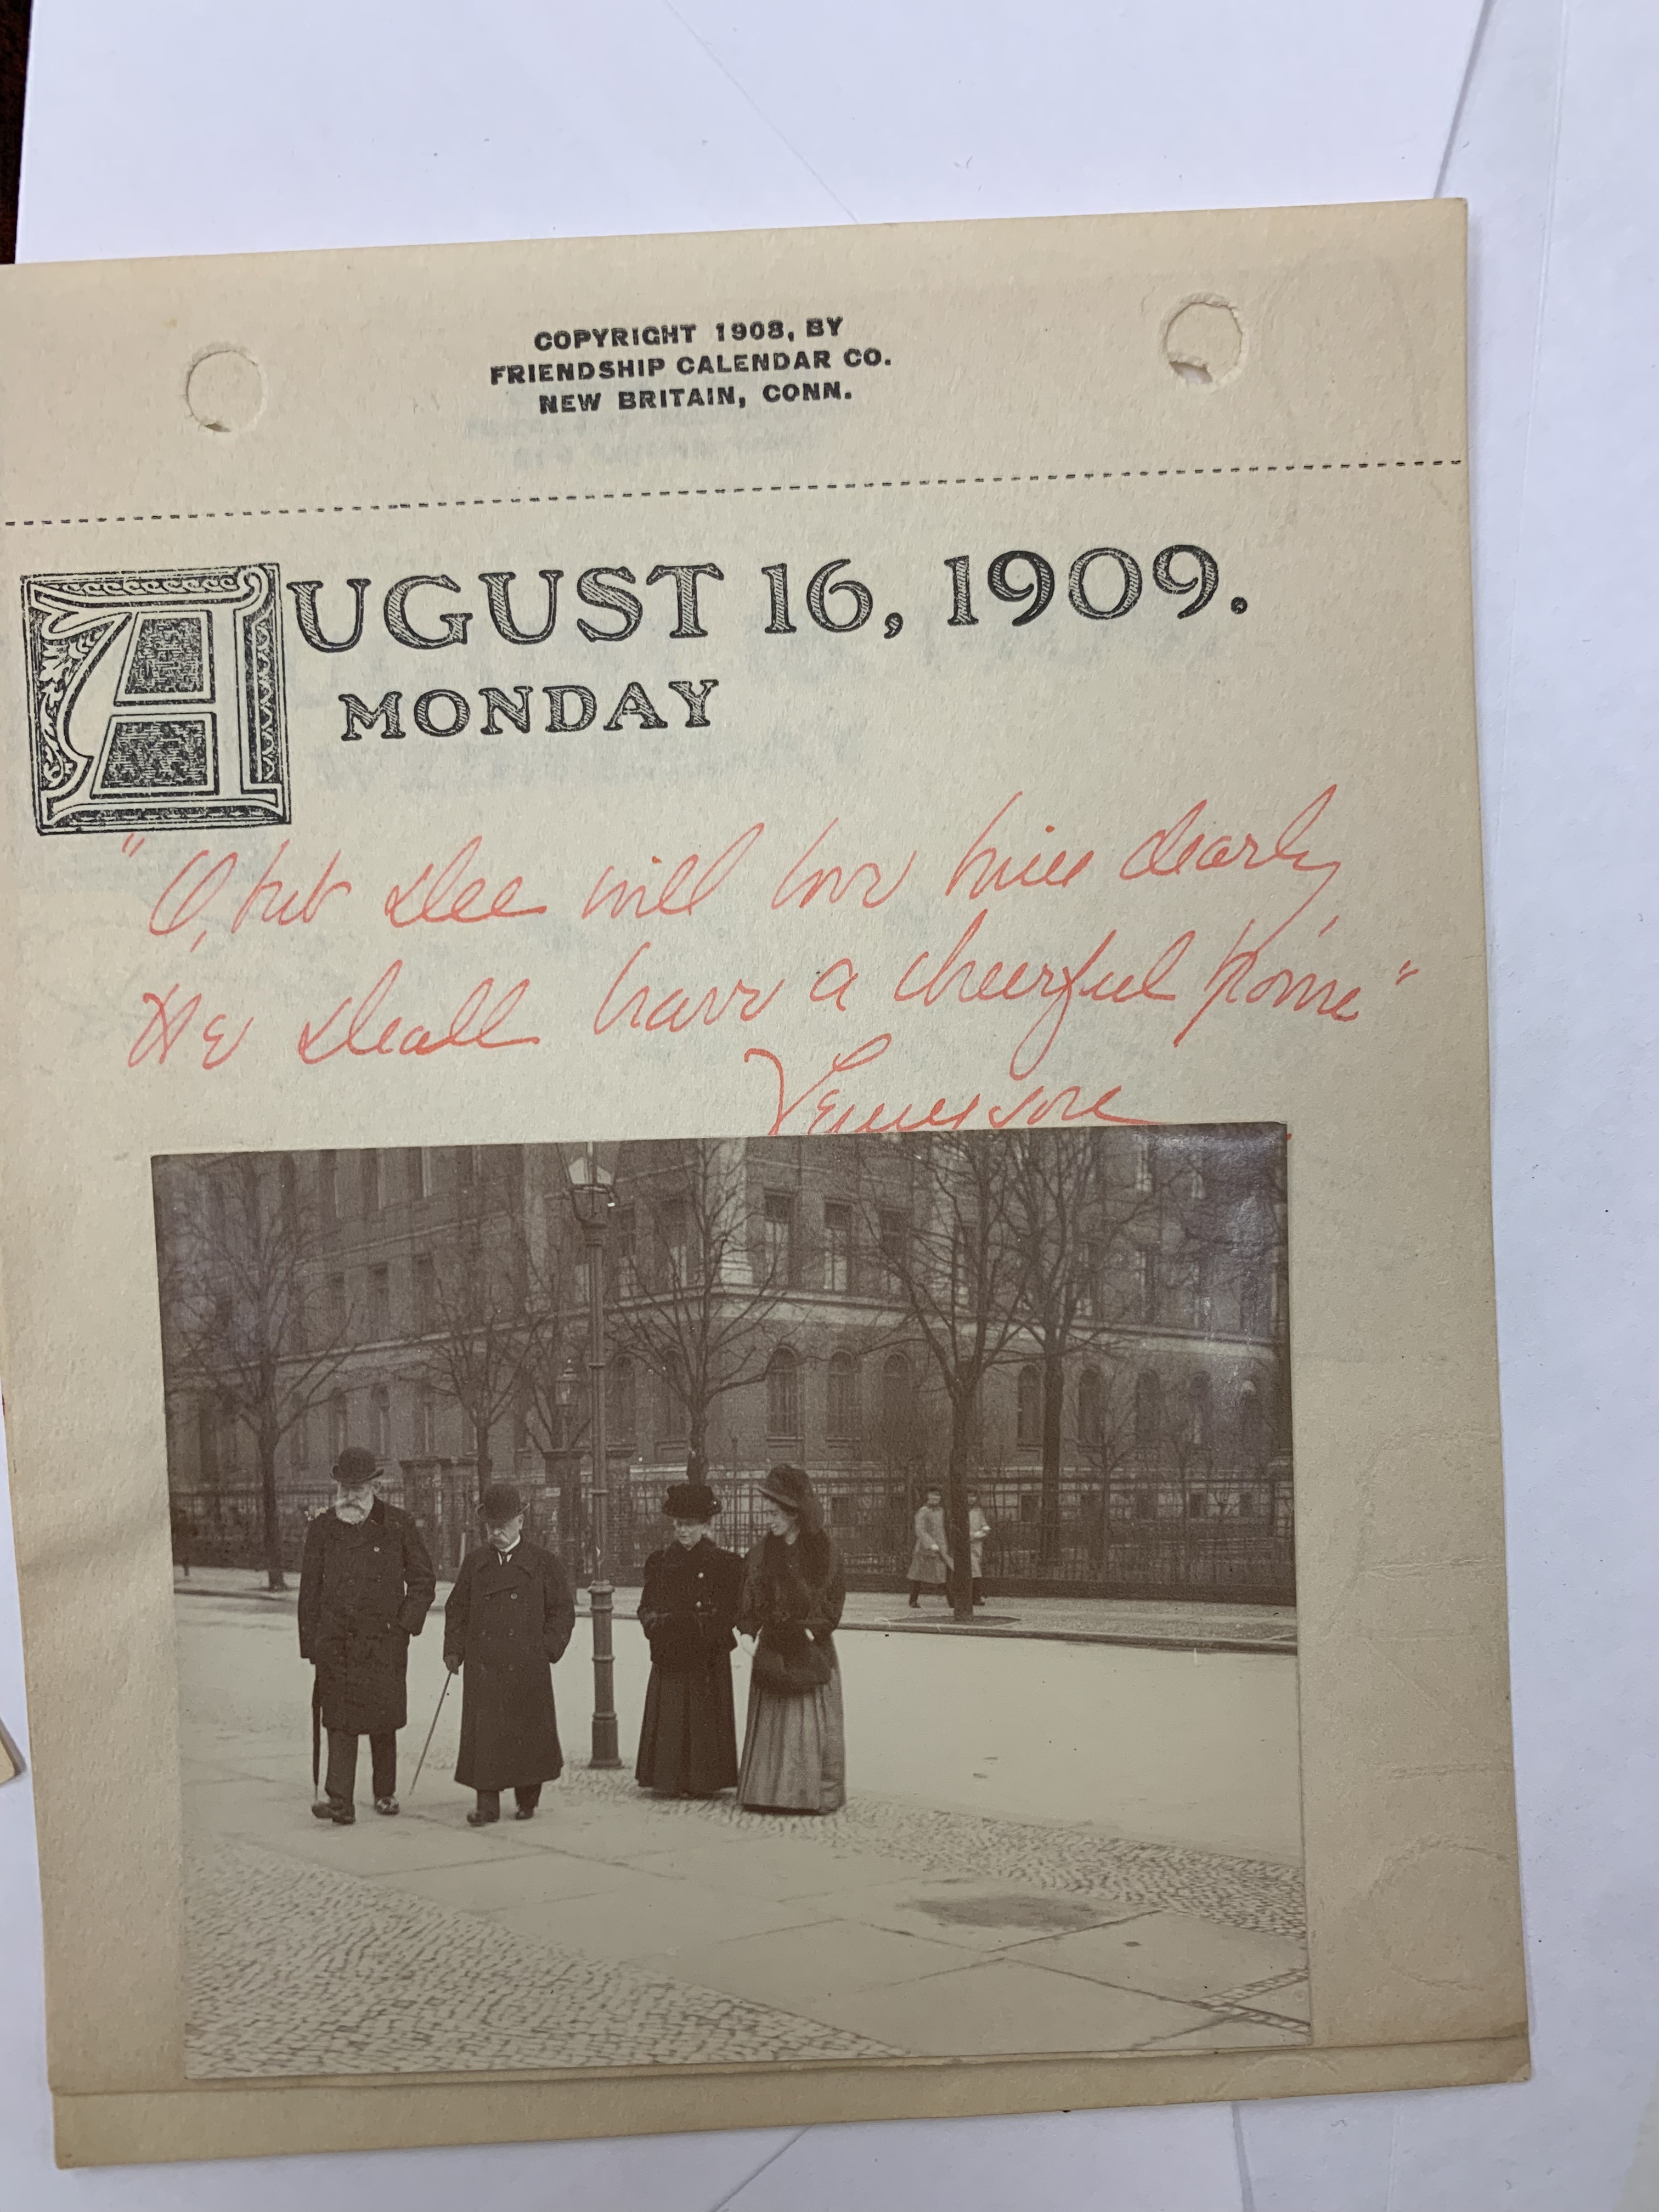 COPYRIGHT 1908, BY
FRIENDSHIP CALENDAR CO.
NEW BRITAIN, CONN.
AUGUST 16, 1909.
MONDAY
"O, but she will love him dearly,
He shall have a cheerful home"
Tennyson